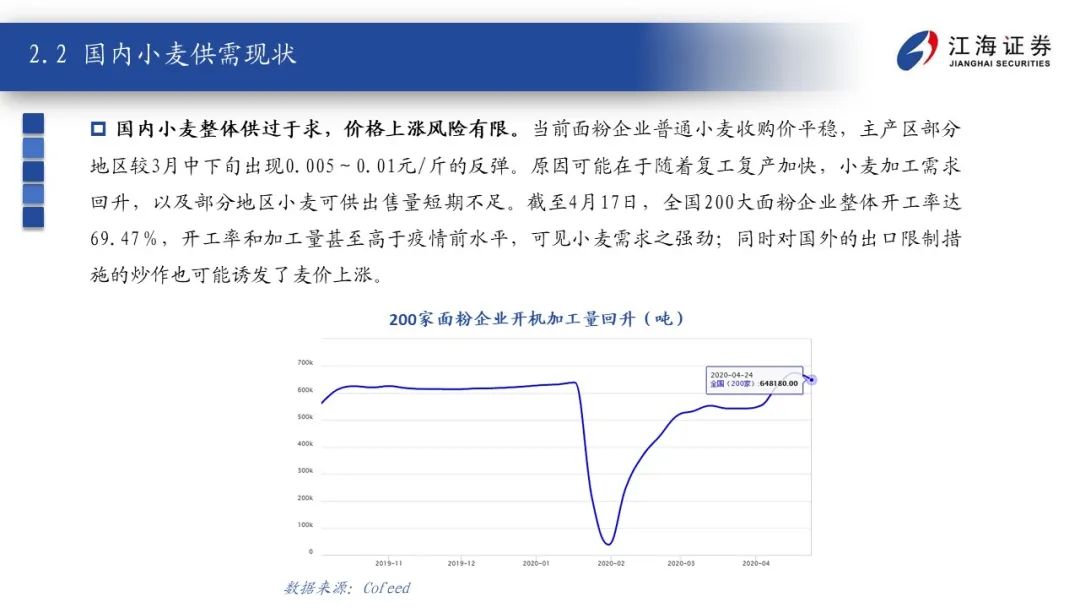 2.2 国内小麦供需现状
江海证券
JIANGHAI SECURITIES
国内小麦整体供过于求，价格上涨风险有限。当前面粉企业普通小麦收购价平稳，主产区部分
地区较3月中下旬出现0.005~0.01元/斤的反弹。原因可能在于随着复工复产加快，小麦加工需求
回升，以及部分地区小麦可供出售量短期不足。截至4月17日，全国200大面粉企业整体开工率达
69.47%，开工率和加工量甚至高于疫情前水平，可见小麦需求之强劲；同时对国外的出口限制措
施的炒作也可能诱发了麦价上涨。
200家面粉企业开机加工量回升（吨）
700k
600k
500k
400k
300k
200k
100k
0
2020-04-24
全国（200家）:648180.00
2019-11
2019-12
2020-01
2020-02
2020-03
2020-04
数据来源：Cofeed